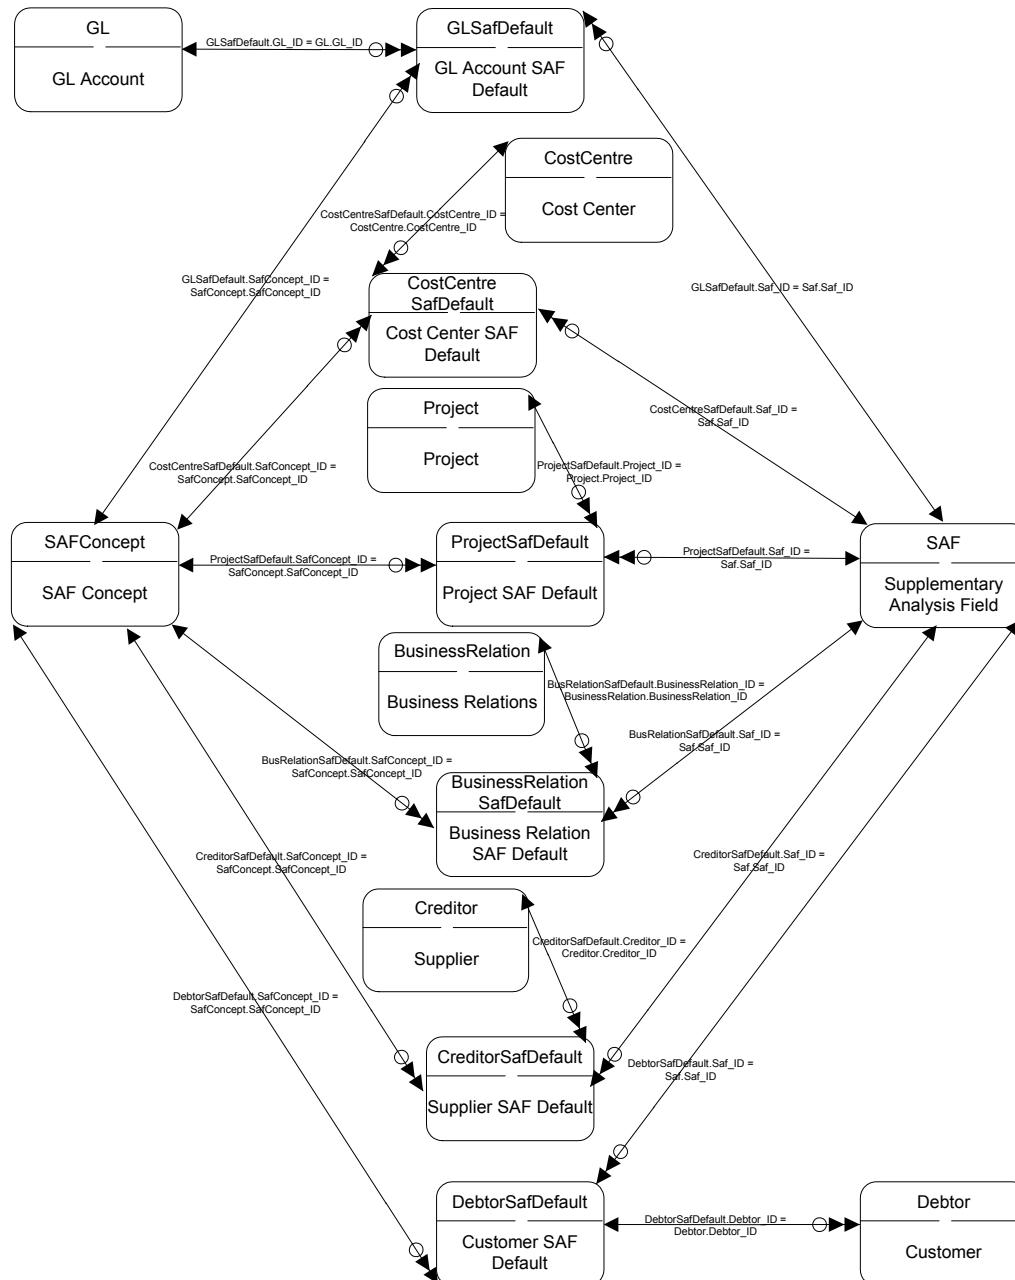 GL
GL Account
GLSafDefault.GL_ID = GL.GL_ID
GLSafDefault
GL Account SAF
Default
CostCentre
Cost Center
CostCentreSafDefault.CostCentre_ID =
CostCentre.CostCentre_ID
GLSafDefault.SafConcept_ID =
SafConcept.SafConcept_ID
GLSafDefault.Saf_ID = Saf.Saf_ID
CostCentre
SafDefault
Cost Center SAF
Default
Project
Project
CostCentreSafDefault.Saf_ID =
Saf.Saf_ID
CostCentreSafDefault.SafConcept_ID =
SafConcept.SafConcept_ID
ProjectSafDefault.Project_ID =
Project.Project_ID
SAFConcept
SAF Concept
ProjectSafDefault.SafConcept_ID =
SafConcept.SafConcept_ID
ProjectSafDefault
Project SAF Default
ProjectSafDefault.Saf_ID =
Saf.Saf_ID
SAF
Supplementary
Analysis Field
BusinessRelation
Business Relations
BusRelationSafDefault.BusinessRelation_ID =
BusinessRelation.BusinessRelation_ID
BusRelationSafDefault.Saf_ID =
Saf.Saf_ID
BusRelationSafDefault.SafConcept_ID =
SafConcept.SafConcept_ID
BusinessRelation
SafDefault
Business Relation
SAF Default
CreditorSafDefault.SafConcept_ID =
SafConcept.SafConcept_ID
CreditorSafDefault.Saf_ID =
Saf.Saf_ID
Creditor
Supplier
CreditorSafDefault.Creditor_ID =
Creditor.Creditor_ID
DebtorSafDefault.SafConcept_ID =
SafConcept.SafConcept_ID
CreditorSafDefault
Supplier SAF Default
DebtorSafDefault.Saf_ID =
Saf.Saf_ID
DebtorSafDefault
Customer SAF
Default
DebtorSafDefault.Debtor_ID =
Debtor.Debtor_ID
Debtor
Customer